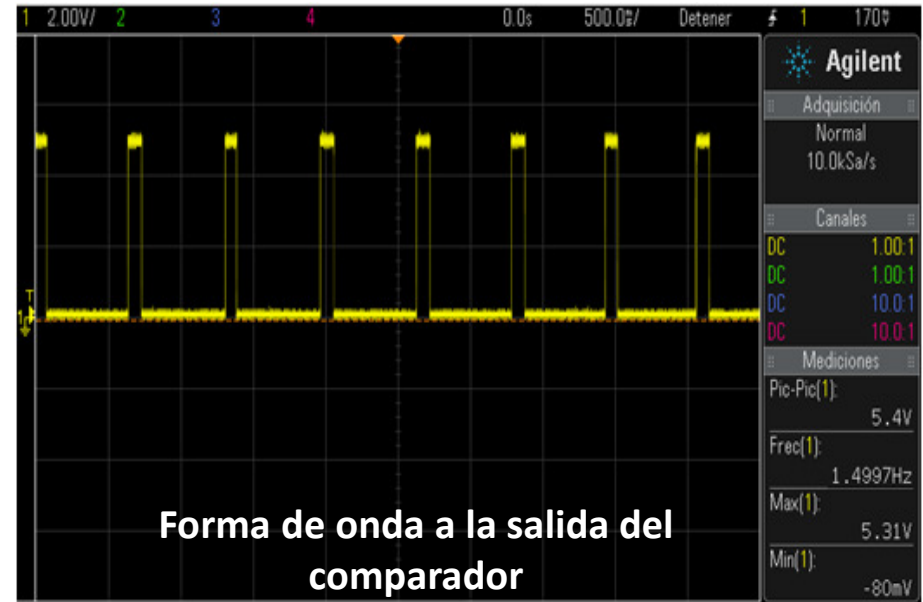 1 2.00V/ 2 3 4 0.0s 500.0ms/ Detener 1 170V
Agilent
Adquisición
Normal
10.0kSa/s
Canales
DC 1.00:1
DC 1.00:1
DC 10.0:1
DC 10.0:1
Mediciones
Pic-Pic(1):
5.4V
Frec(1):
1.4997Hz
Max(1):
5.31V
Min(1):
-80mV
T
1
Forma de onda a la salida del
comparador